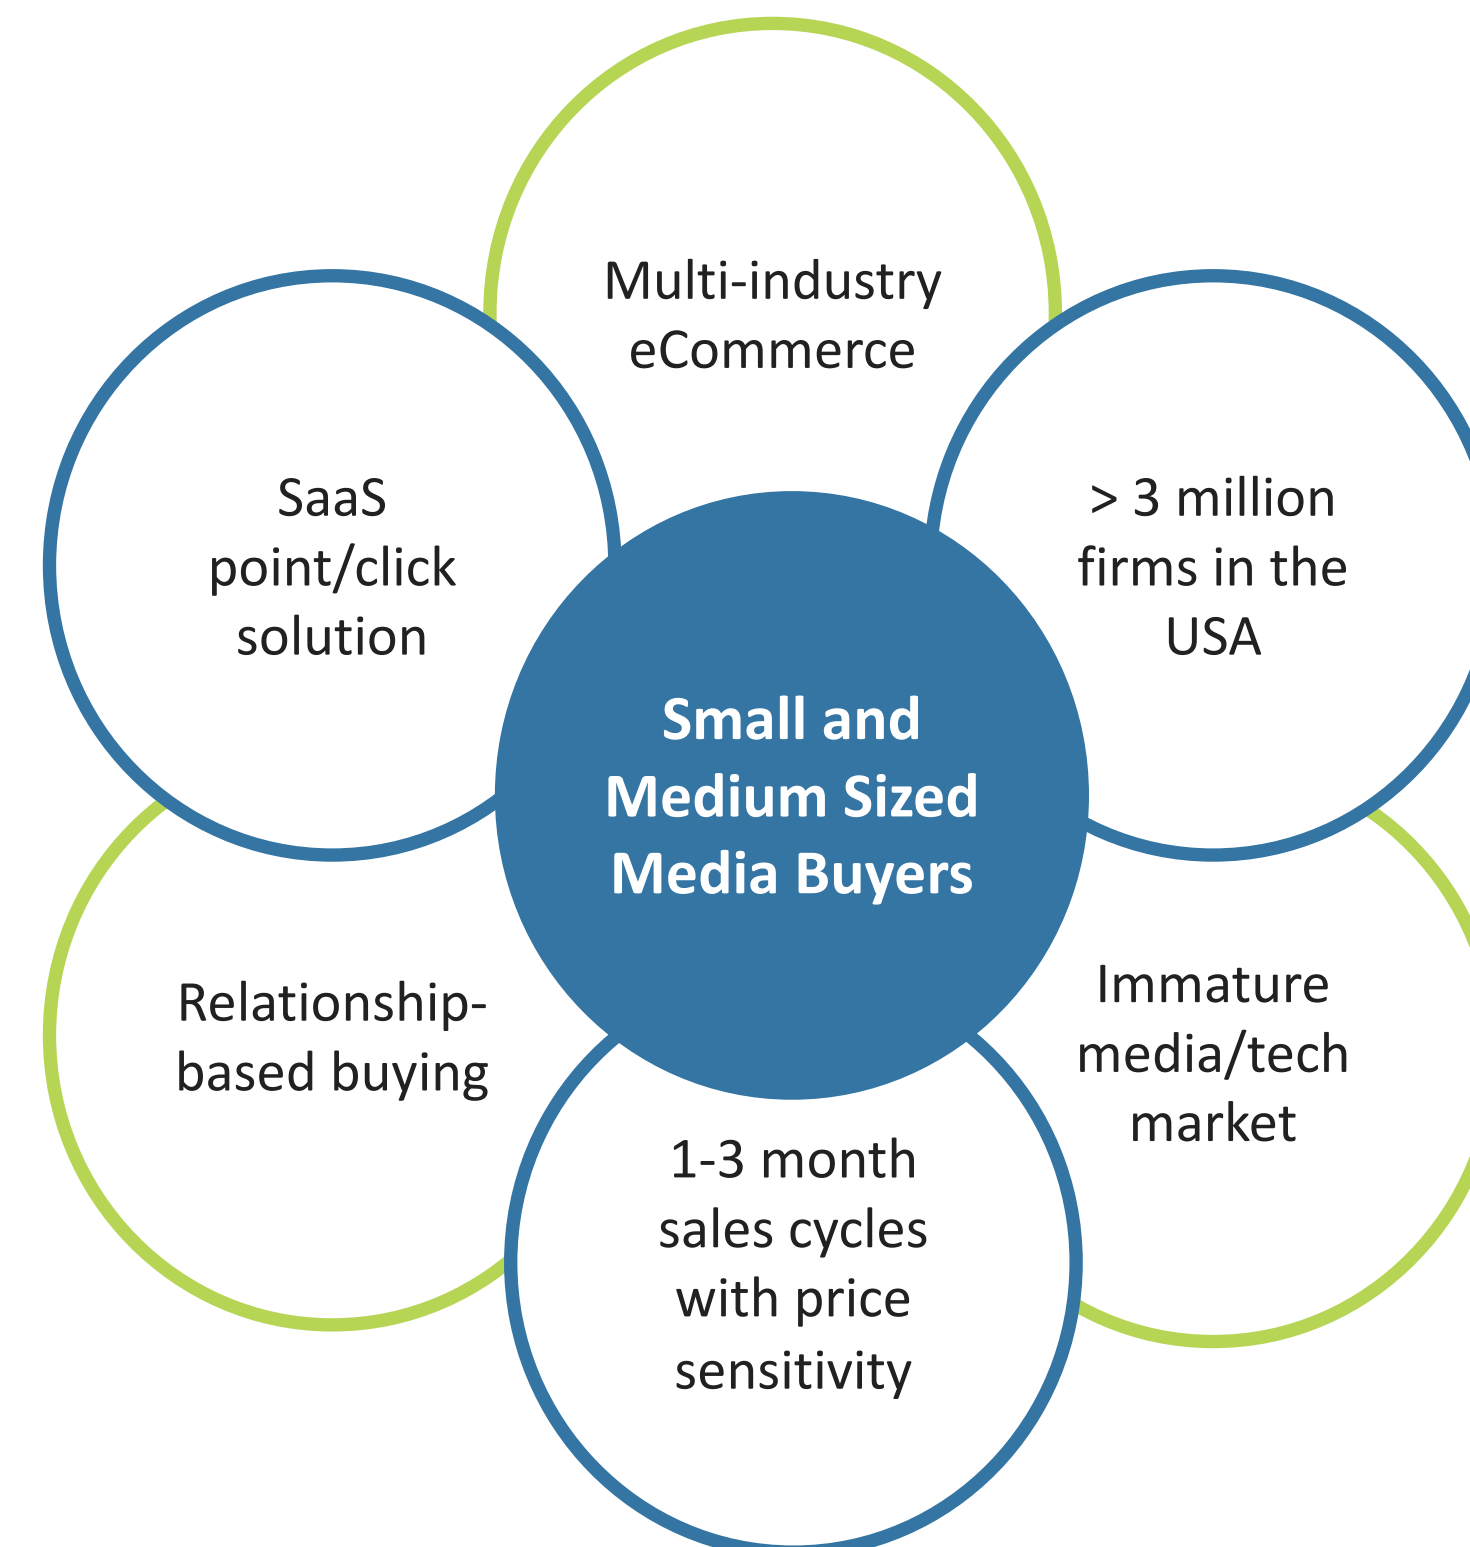 Multi-industry
eCommerce
> 3 million
firms in the
USA
Immature
media/tech
market
1-3 month
sales cycles
with price
sensitivity
Relationship-
based buying
SaaS
point/click
solution
Small and
Medium Sized
Media Buyers